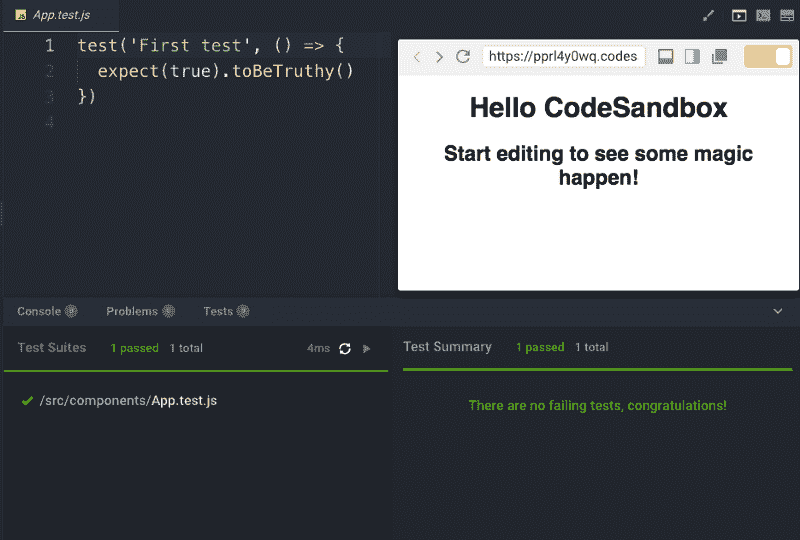 App.test.js
1 test('First test', () => {
2 expect(true).toBeTruthy()
3 })
4
https://pprl4y0wq.codes
Hello CodeSandbox
Start editing to see some magic
happen!
Console Problems Tests
Test Suites 1 passed 1 total 4ms
Test Summary 1 passed 1 total
/src/components/App.test.js
There are no failing tests, congratulations!